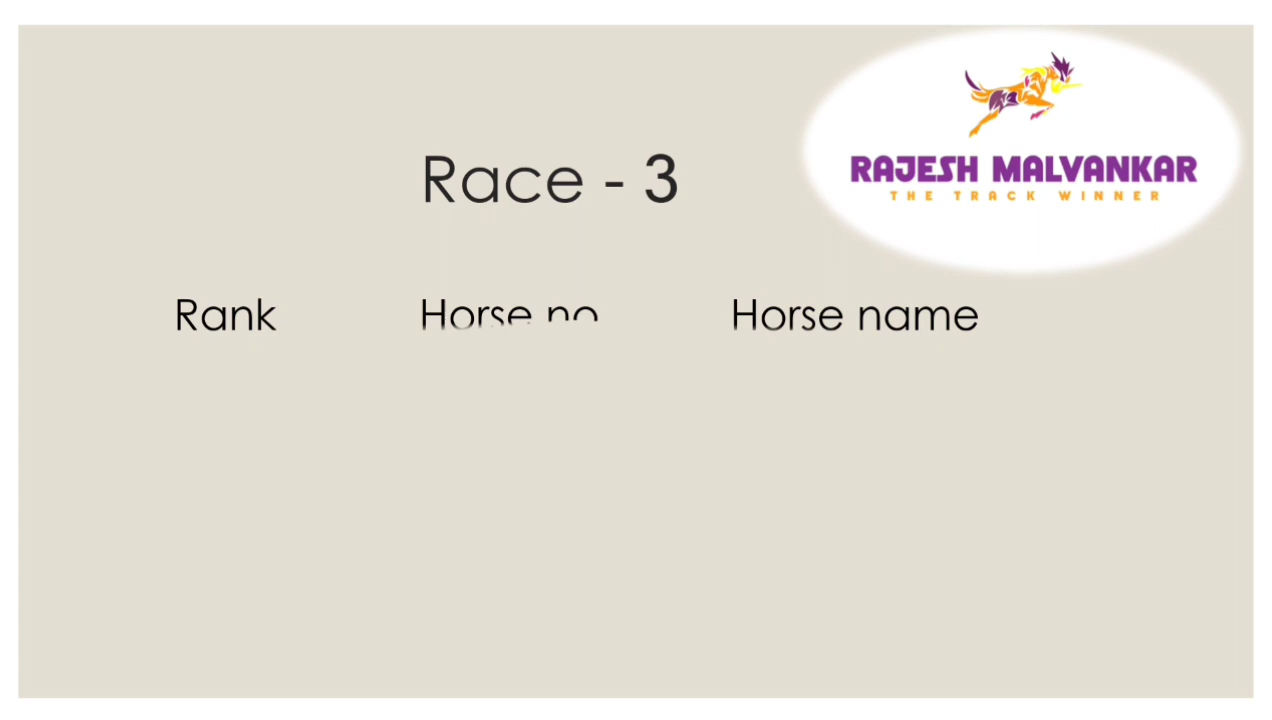 Race - 3
RAJESH MALVANKAR
THE TRACK WINNER
Rank Horse no Horse name